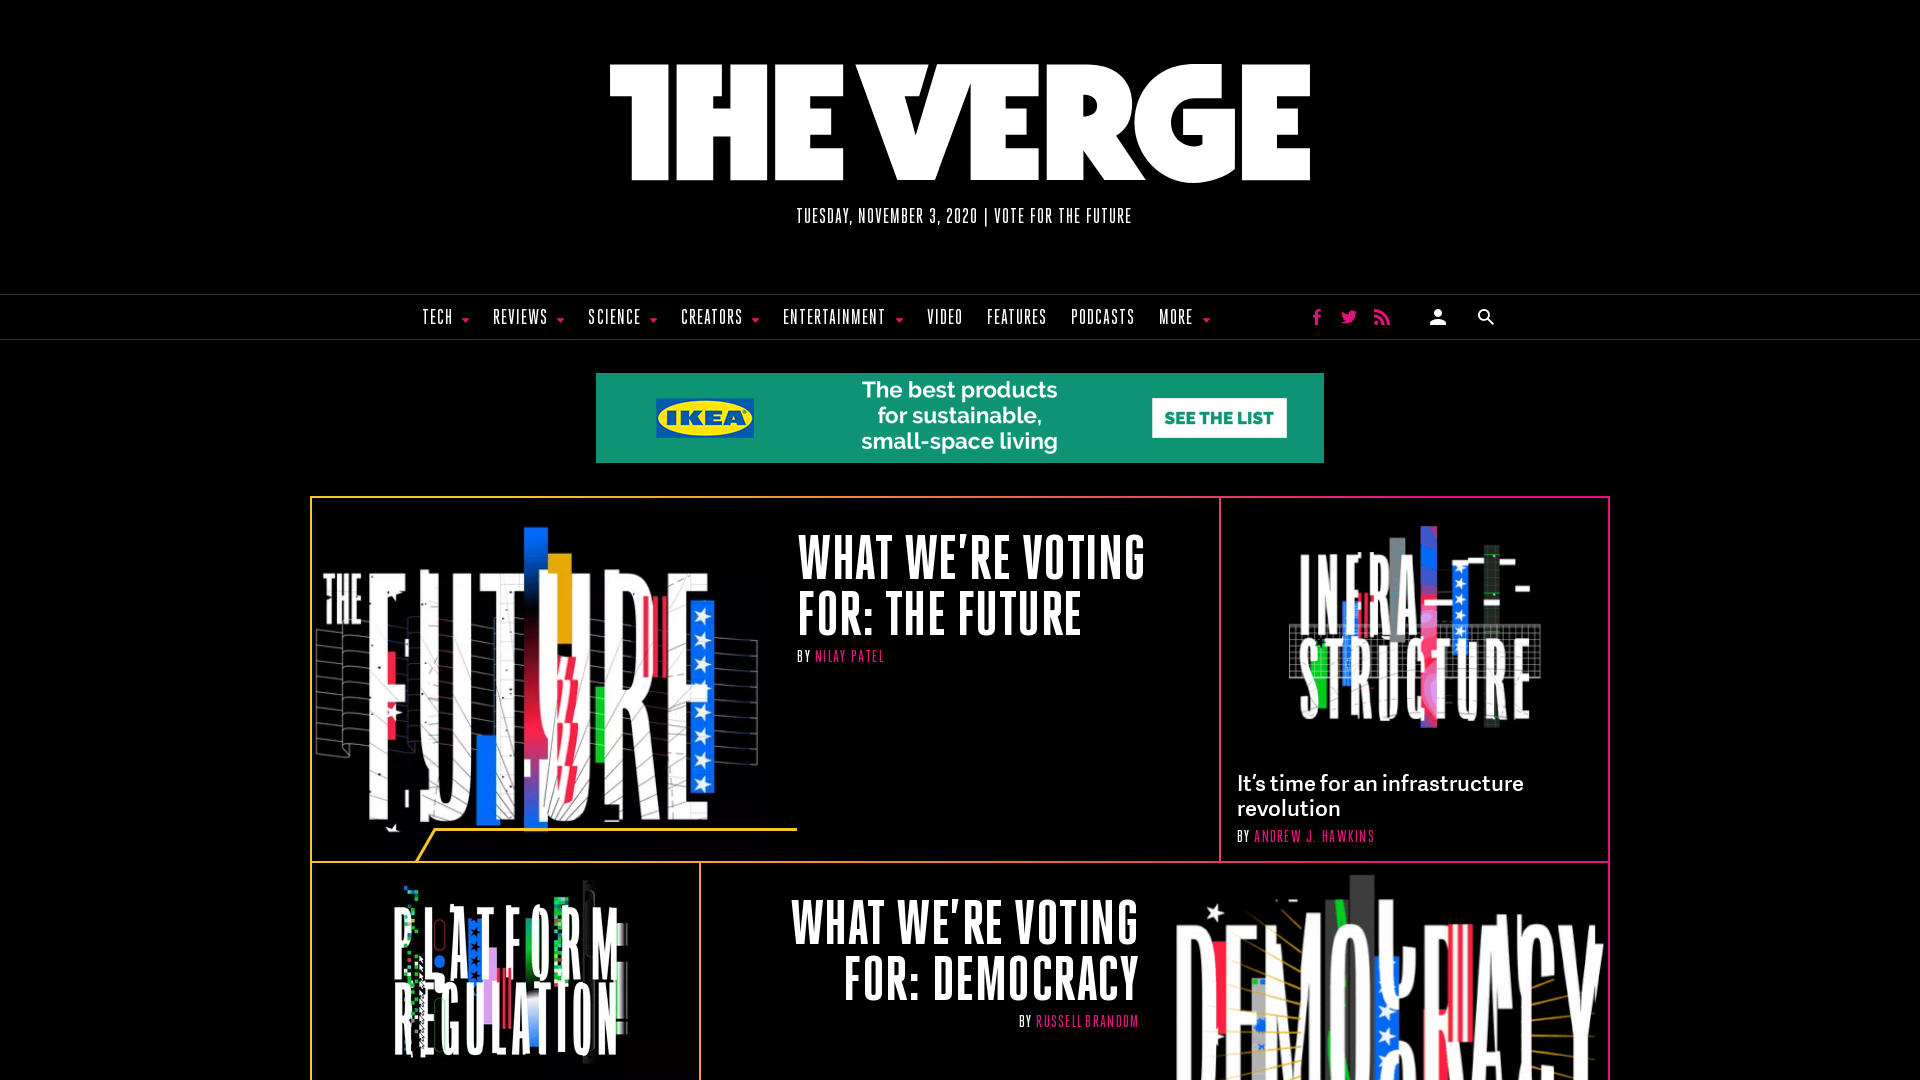 THE VERGE
TUESDAY, NOVEMBER 3, 2020 | VOTE FOR THE FUTURE
TECH REVIEWS SCIENCE CREATORS ENTERTAINMENT VIDEO FEATURES PODCASTS MORE
IKEA
The best products
for sustainable,
small-space living
SEE THE LIST
THE FUTURE
WHAT WE'RE VOTING
FOR: THE FUTURE
BY NILAY PATEL
INFRA
STRUCTURE
It's time for an infrastructure
revolution
BY ANDREW J. HAWKINS
PLATFORM
REGULATION
WHAT WE'RE VOTING
FOR: DEMOCRACY
BY RUSSELL BRANDOM
DEMOCRACY